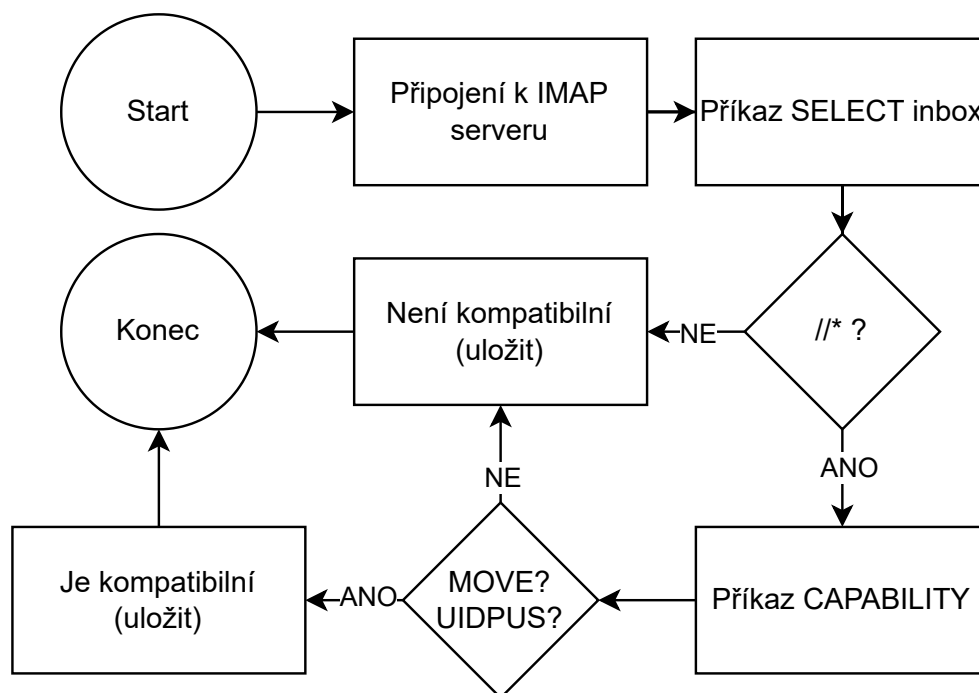 Start
Připojení k IMAP
serveru
Příkaz SELECT inbox
Konec
Není kompatibilní
(uložit)
NE
//* ?
NE
ANO
Je kompatibilní
(uložit)
ANO
MOVE?
UIDPUS?
Příkaz CAPABILITY